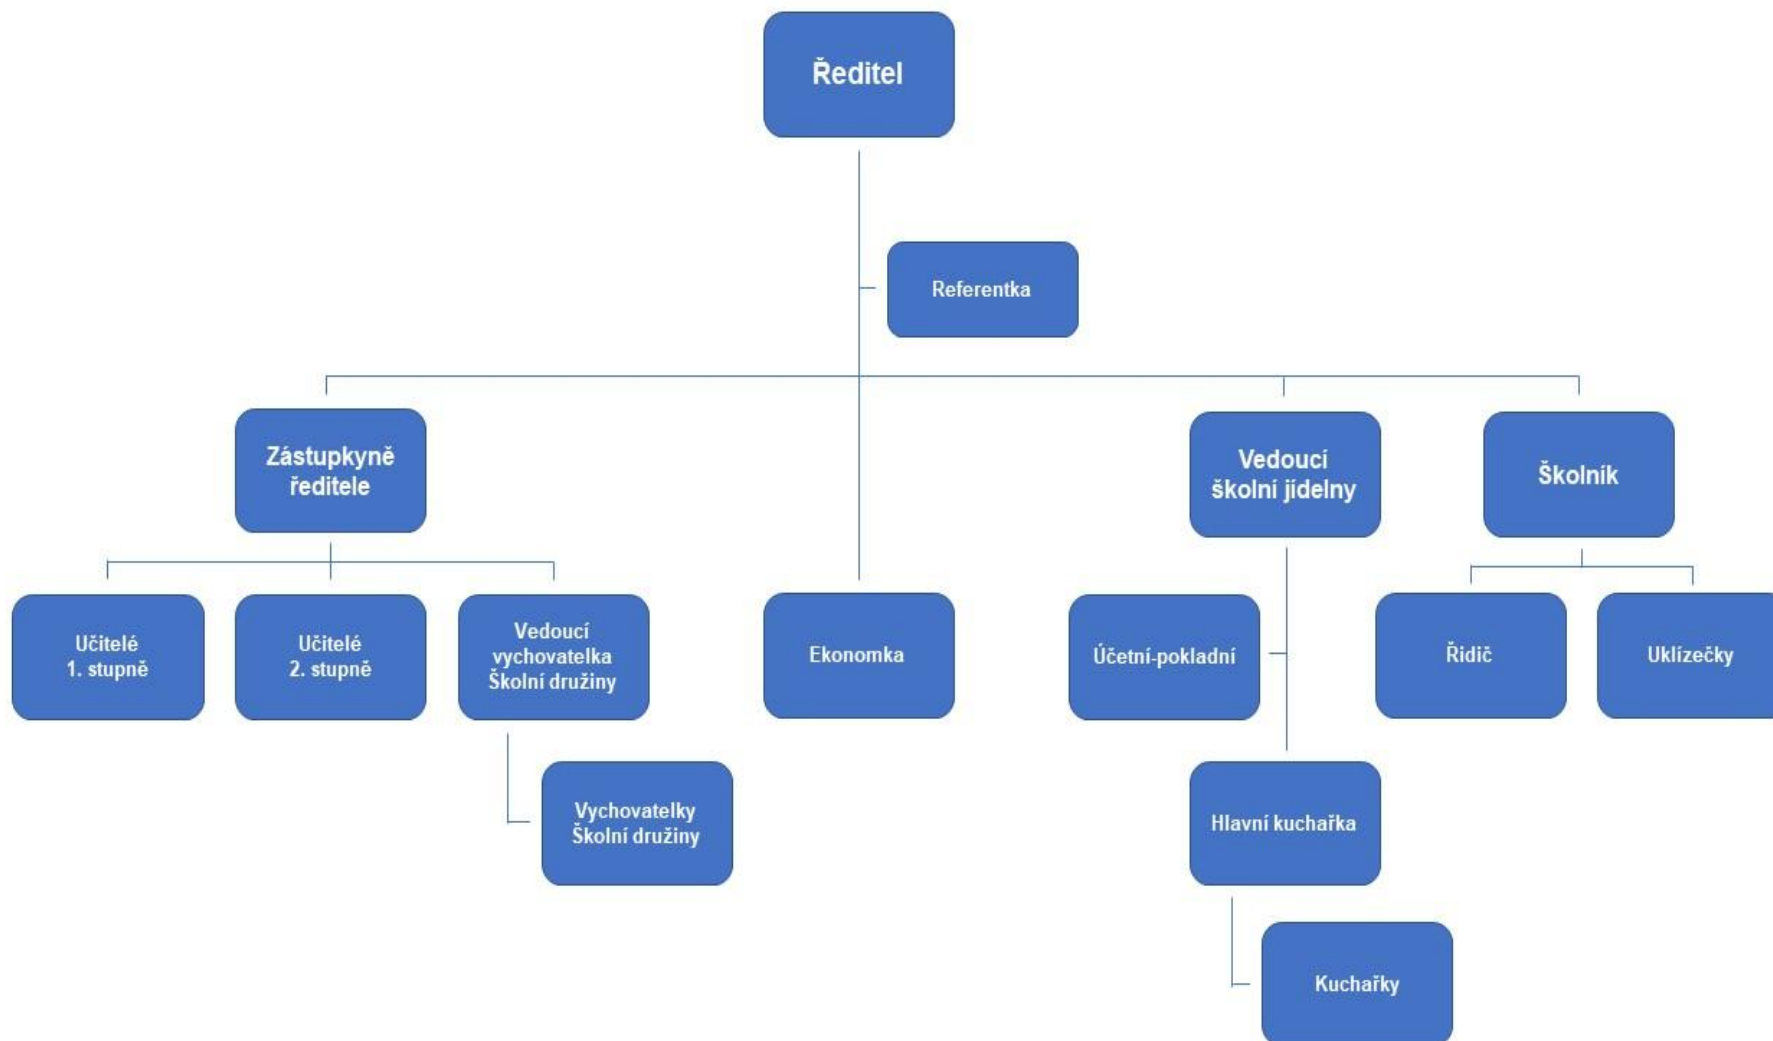 Ředitel
Referentka
Zástupkyně
ředitele
Vedoucí
školní jídelny
Školník
Učitelé
1. stupně
Učitelé
2. stupně
Vedoucí
vychovatelka
Školní družiny
Ekonomka
Účetní-pokladní
Řidič
Uklízečky
Vychovatelky
Školní družiny
Hlavní kuchařka
Kuchařky